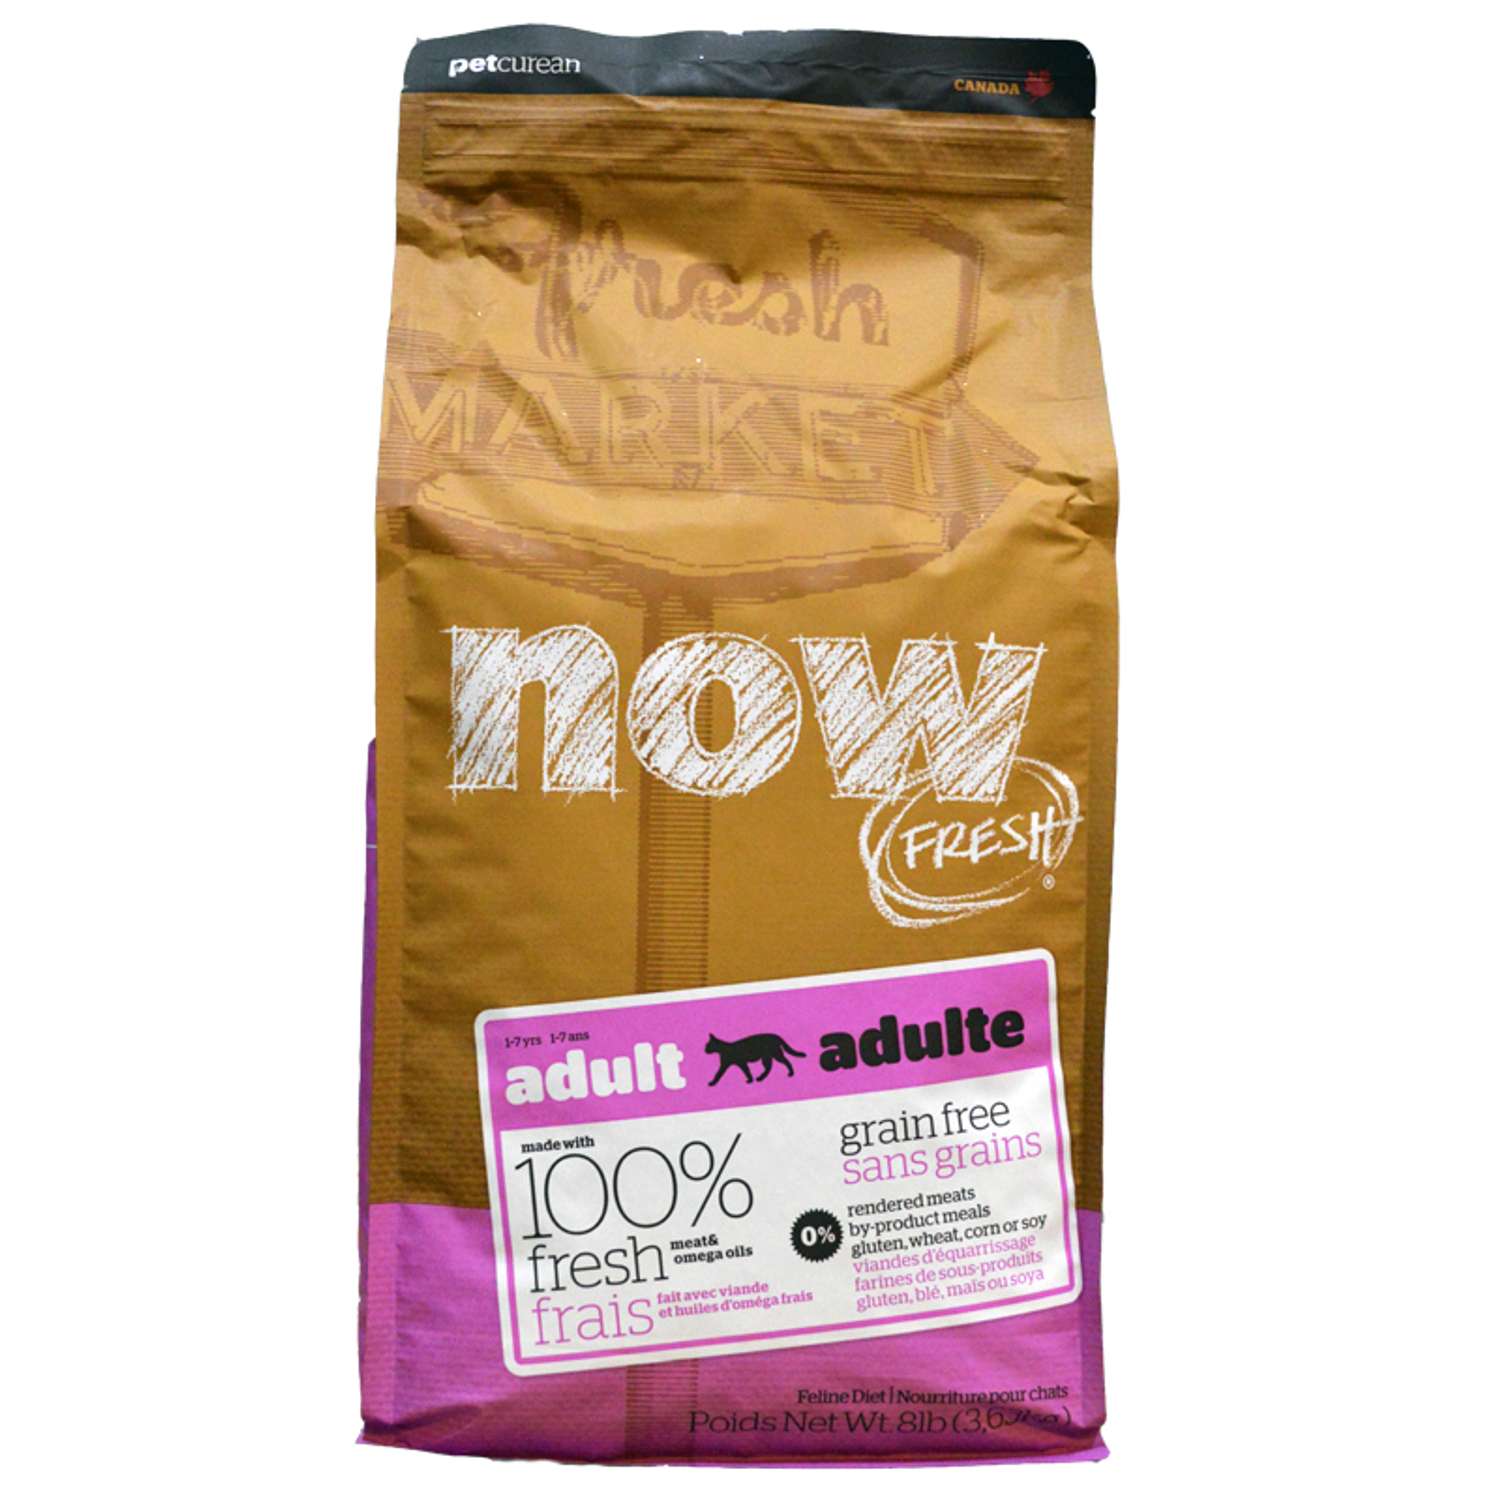 petcurean
CANADA
Fresh
MARKET
now
FRESH®
1-7 yrs 1-7 ans
adult adulte
made with
100%
fresh meat &
omega oils
frais fait avec viande
et huiles d'oméga frais
grain free
sans grains
0%
rendered meats
by-product meals
gluten, wheat, corn or soy
viandes d'équarrissage
farines de sous-produits
gluten, blé, maïs ou soya
Feline Diet | Nourriture pour chats
Poids Net Wt. 8lb